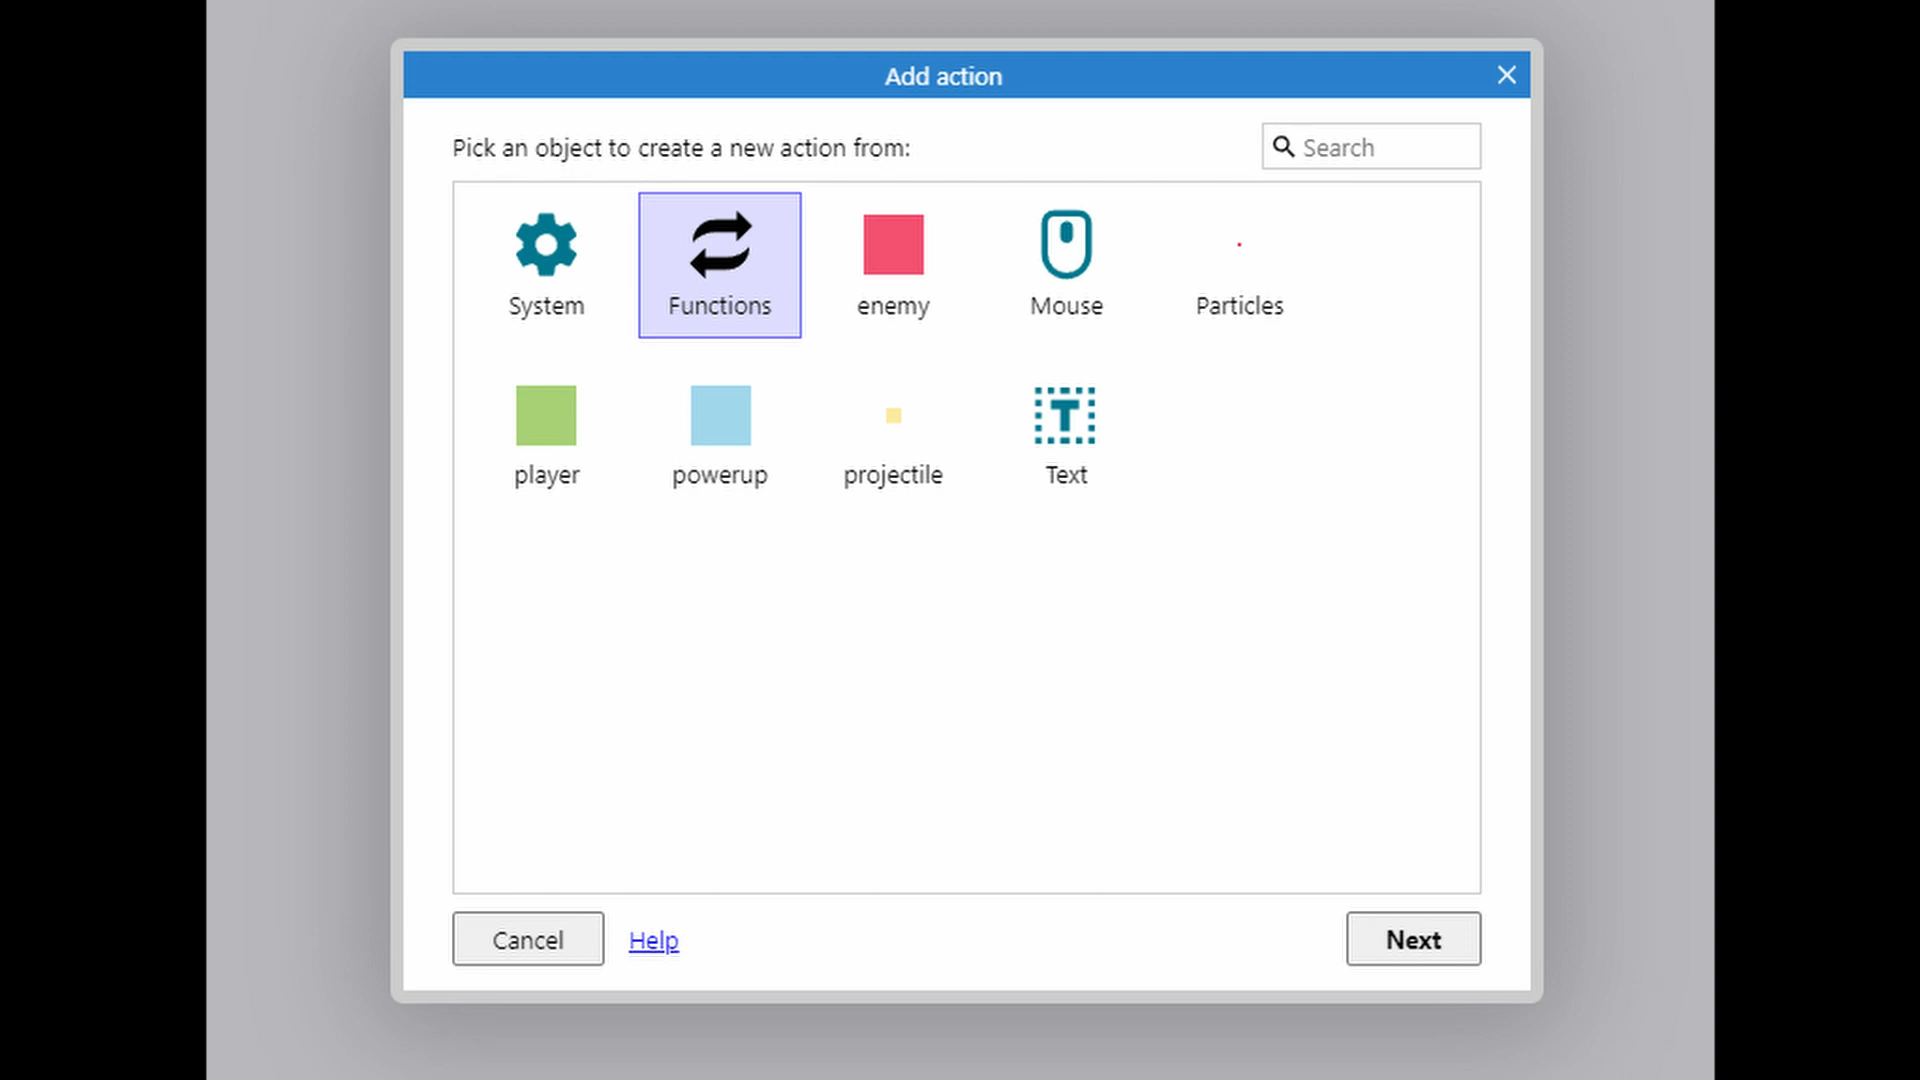 Add action
Pick an object to create a new action from:
Search
System
Functions
enemy
Mouse
Particles
player
powerup
projectile
Text
Cancel
Help
Next